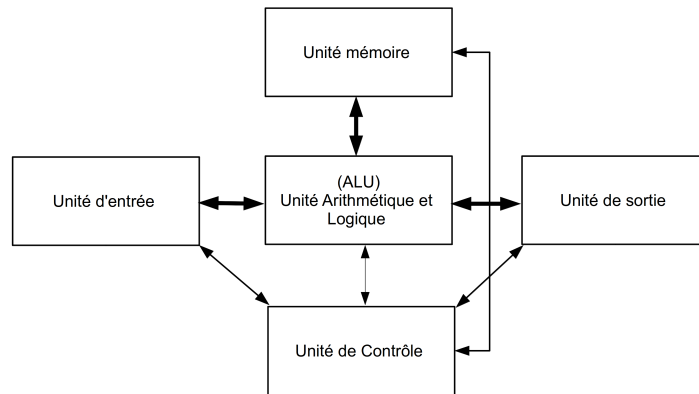 Unité mémoire
Unité d'entrée
(ALU)
Unité Arithmétique et
Logique
Unité de sortie
Unité de Contrôle